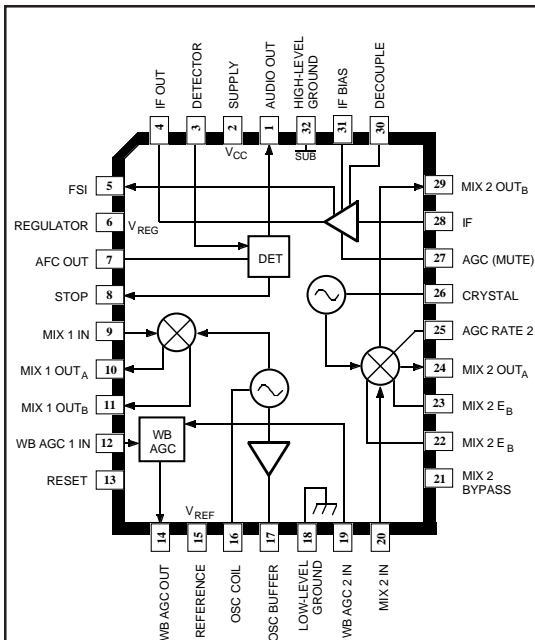 IF OUT
DETECTOR
SUPPLY
AUDIO OUT
HIGH-LEVEL
GROUND
IF BIAS
DECOUPLE
4
3
2
1
32
31
30
VCC
SUB
FSI
5
REGULATOR
6
VREG
AFC OUT
7
STOP
8
MIX 1 IN
9
MIX 1 OUTA
10
MIX 1 OUTB
11
WB AGC 1 IN
12
RESET
13
DET
WB
AGC
29
MIX 2 OUTB
28
IF
27
AGC (MUTE)
26
CRYSTAL
25
AGC RATE 2
24
MIX 2 OUTA
23
MIX 2 EB
22
MIX 2 EB
21
MIX 2
BYPASS
VREF
14
15
16
17
18
19
20
WB AGC OUT
REFERENCE
OSC COIL
OSC BUFFER
LOW-LEVEL
GROUND
WB AGC 2 IN
MIX 2 IN